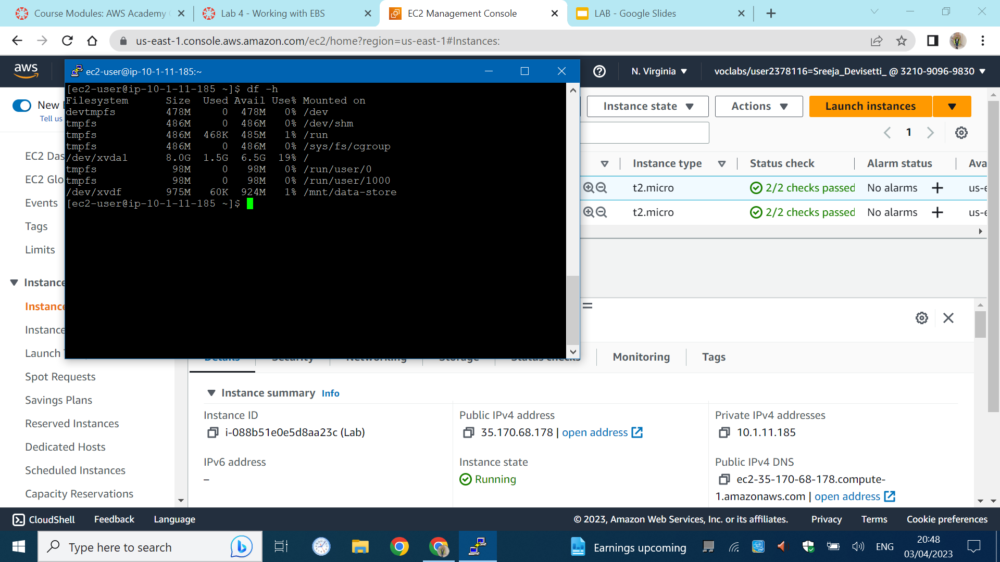 Course Modules: AWS Academy
Lab 4 - Working with EBS
EC2 Management Console
LAB - Google Slides
us-east-1.console.aws.amazon.com/ec2/home?region=us-east-1#Instances:
aws
ec2-user@ip-10-1-11-185:~
N. Virginia
voclabs/user2378116=Sreeja_Devisetti_ @ 3210-9096-9830
[ec2-user@ip-10-1-11-185 ~]$ df -h
Filesystem Size Used Avail Use% Mounted on
devtmpfs 478M 0 478M 0% /dev
tmpfs 486M 0 486M 0% /dev/shm
tmpfs 486M 468K 485M 1% /run
tmpfs 486M 0 486M 0% /sys/fs/cgroup
/dev/xvda1 8.0G 1.5G 6.5G 19% /
tmpfs 98M 0 98M 0% /run/user/0
tmpfs 98M 0 98M 0% /run/user/1000
/dev/xvdf 975M 60K 924M 1% /mnt/data-store
[ec2-user@ip-10-1-11-185 ~]$
New
Tell us
EC2 Das
EC2 Glo
Events
Tags
Limits
Instance
Instance
Instance
Launch
Spot Requests
Savings Plans
Reserved Instances
Dedicated Hosts
Scheduled Instances
Capacity Reservations
Instance state
Actions
Launch instances
1
Instance type Status check Alarm status Ava
t2.micro 2/2 checks passed No alarms + us-e
t2.micro 2/2 checks passed No alarms + us-e
Details Security Networking Storage Status checks Monitoring Tags
Instance summary Info
Instance ID
i-088b51e0e5d8aa23c (Lab)
Public IPv4 address
35.170.68.178 | open address
Private IPv4 addresses
10.1.11.185
IPv6 address
–
Instance state
Running
Public IPv4 DNS
ec2-35-170-68-178.compute-
1.amazonaws.com | open address
CloudShell Feedback Language
© 2023, Amazon Web Services, Inc. or its affiliates. Privacy Terms Cookie preferences
Type here to search
Earnings upcoming
ENG
20:48
03/04/2023